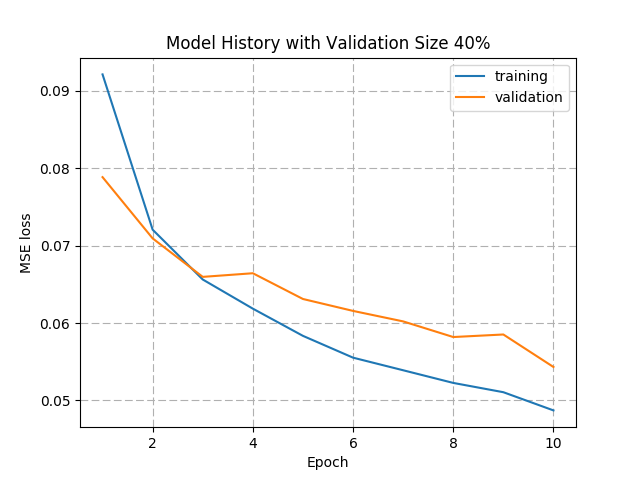 Model History with Validation Size 40%
training
validation
0.09
0.08
0.07
0.06
0.05
MSE loss
2
4
6
8
10
Epoch